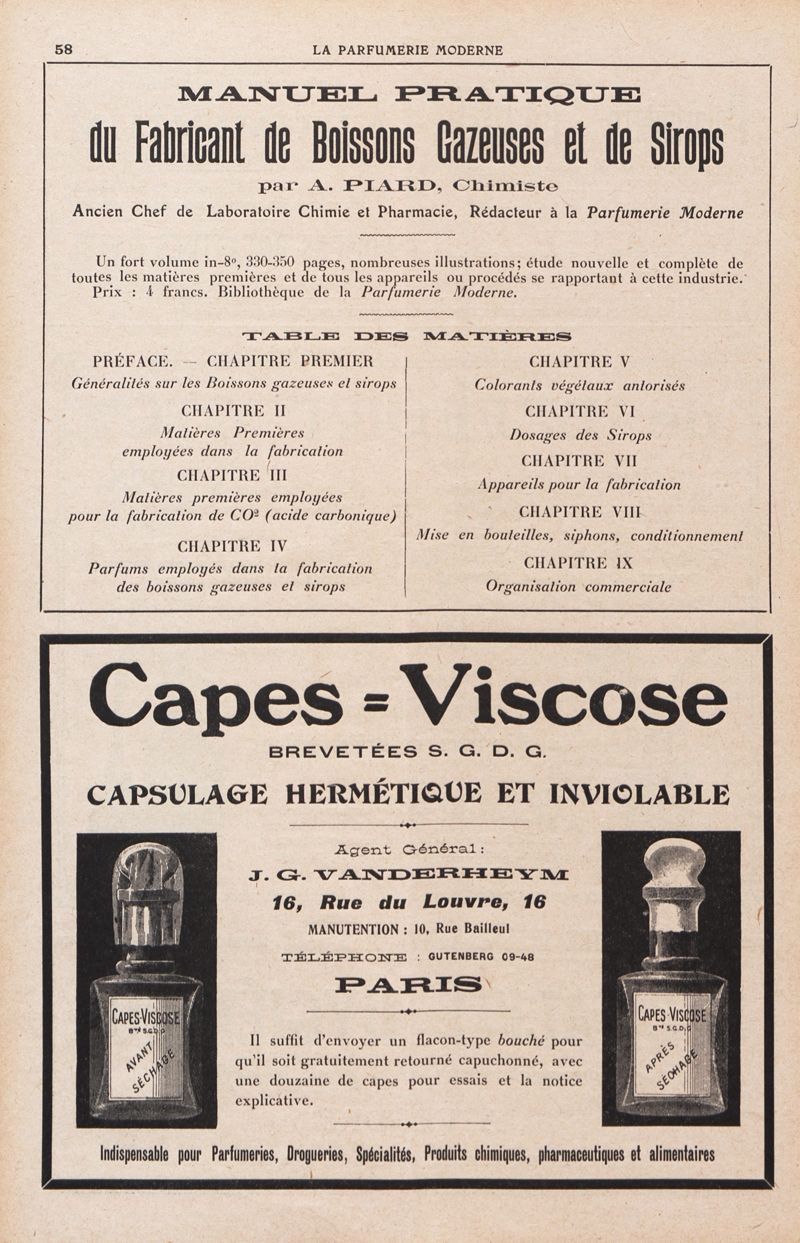 58
LA PARFUMERIE MODERNE
MANUEL PRATIQUE
du Fabricant de Boissons Gazeuses et de Sirops
par A. PIARD, Chimiste
Ancien Chef de Laboratoire Chimie et Pharmacie, Rédacteur à la Parfumerie Moderne
Un fort volume in-8º, 330-350 pages, nombreuses illustrations; étude nouvelle et complète de
toutes les matières premières et de tous les appareils ou procédés se rapportant à cette industrie.
Prix : 4 francs. Bibliothèque de la Parfumerie Moderne.
TABLE DES MATIÈRES
PRÉFACE. — CHAPITRE PREMIER
Généralités sur les Boissons gazeuses et sirops
CHAPITRE II
Matières Premières
employées dans la fabrication
CHAPITRE III
Matières premières employées
pour la fabrication de CO² (acide carbonique)
CHAPITRE IV
Parfums employés dans la fabrication
des boissons gazeuses et sirops
CHAPITRE V
Colorants végétaux antorisés
CHAPITRE VI
Dosages des Sirops
CHAPITRE VII
Appareils pour la fabrication
CHAPITRE VIII
Mise en bouteilles, siphons, conditionnement
CHAPITRE IX
Organisation commerciale
Capes = Viscose
BREVETÉES S. G. D. G.
CAPSULAGE HERMÉTIQUE ET INVIOLABLE
Agent Général :
J. G. VANDERHEYM
16, Rue du Louvre, 16
MANUTENTION : 10, Rue Bailleul
TÉLÉPHONE : GUTENBERG 09-48
PARIS
Il suffit d'envoyer un flacon-type bouché pour
qu'il soit gratuitement retourné capuchonné, avec
une douzaine de capes pour essais et la notice
explicative.
CAPES-VISCOSE
Btés S.G.D.G
AVANT
SÉCHAGE
CAPES-VISCOSE
Btés S.G.D.G
APRÈS
SÉCHAGE
Indispensable pour Parfumeries, Drogueries, Spécialités, Produits chimiques, pharmaceutiques et alimentaires